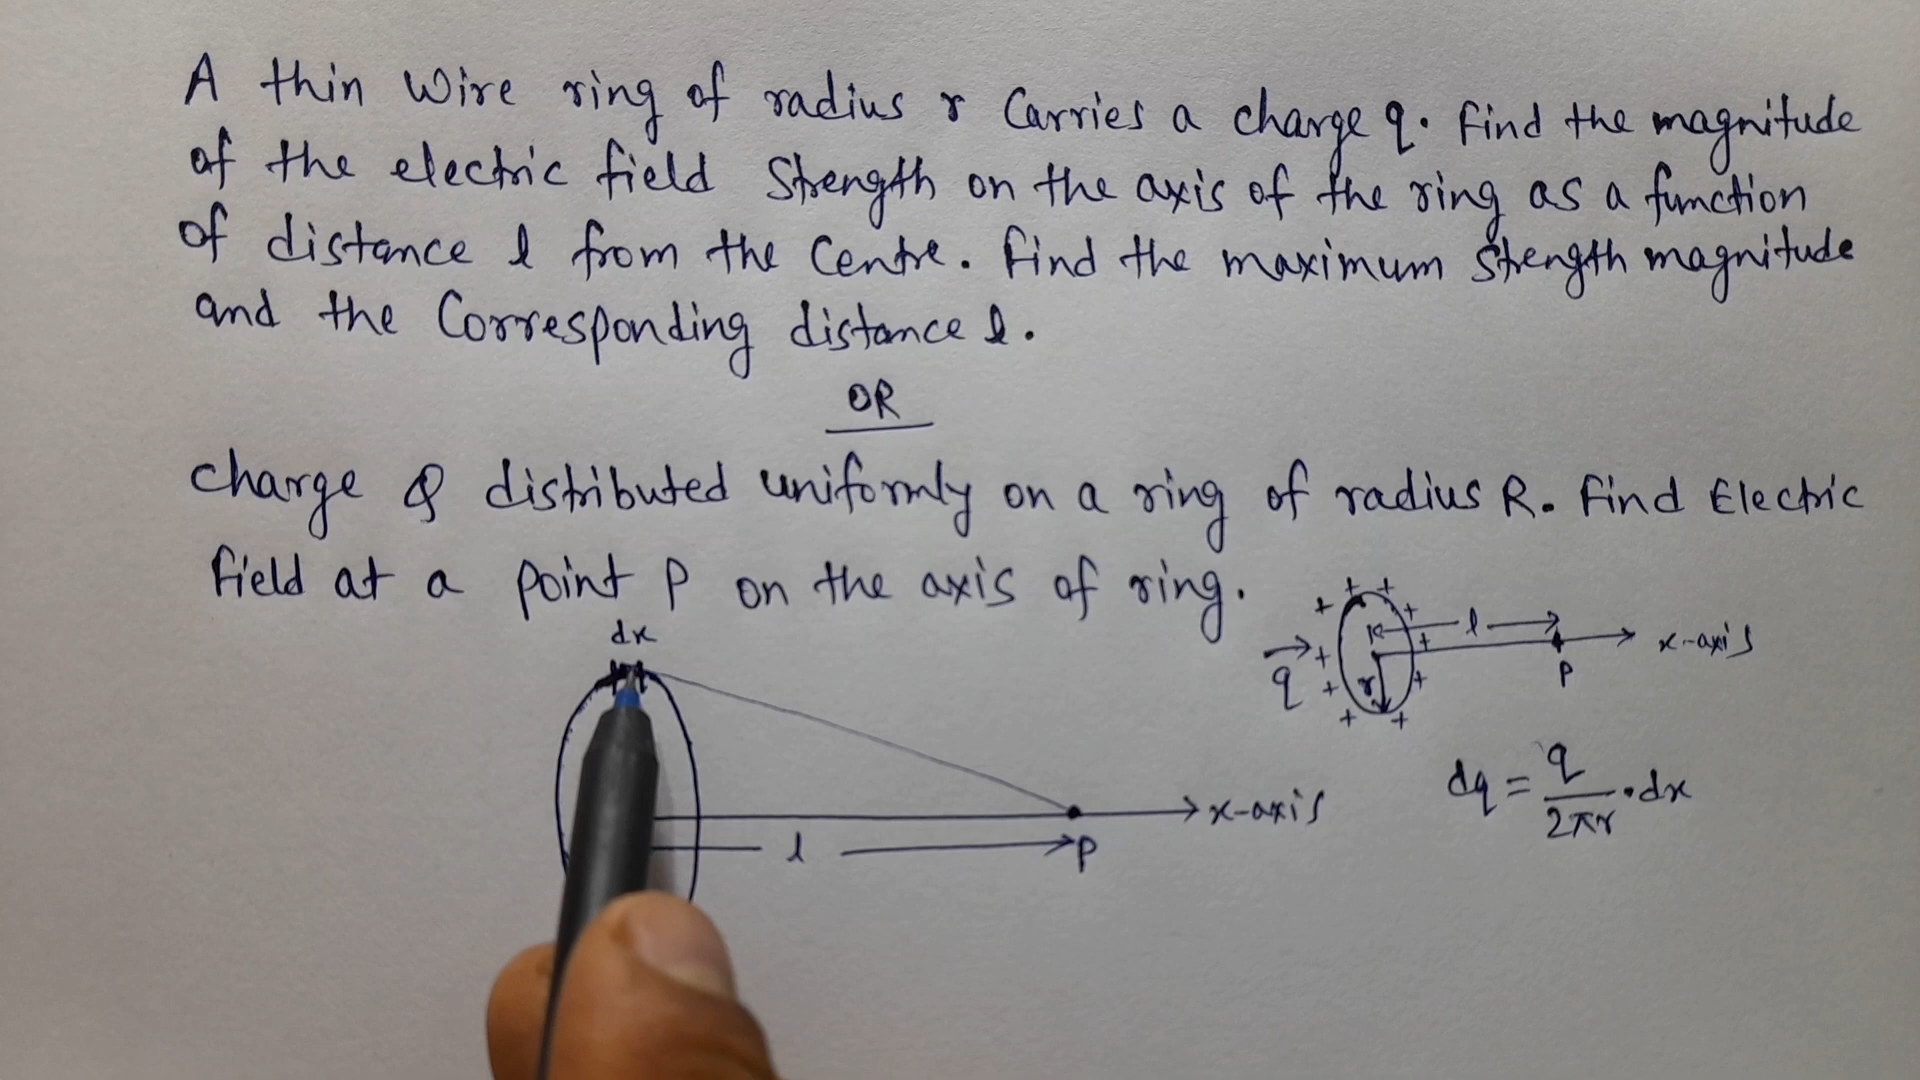 A thin wire ring of radius r Carries a charge q. Find the magnitude
of the electric field Strength on the axis of the ring as a function
of distance l from the Centre. Find the maximum Strength magnitude
and the Corresponding distance l.
OR
Charge Q distributed uniformly on a ring of radius R. Find Electric
field at a point P on the axis of ring.
dx
+ + + + + + + + + + +
l
x-axis
q
r
P
dq = q/2πr · dx
x-axis
l
P